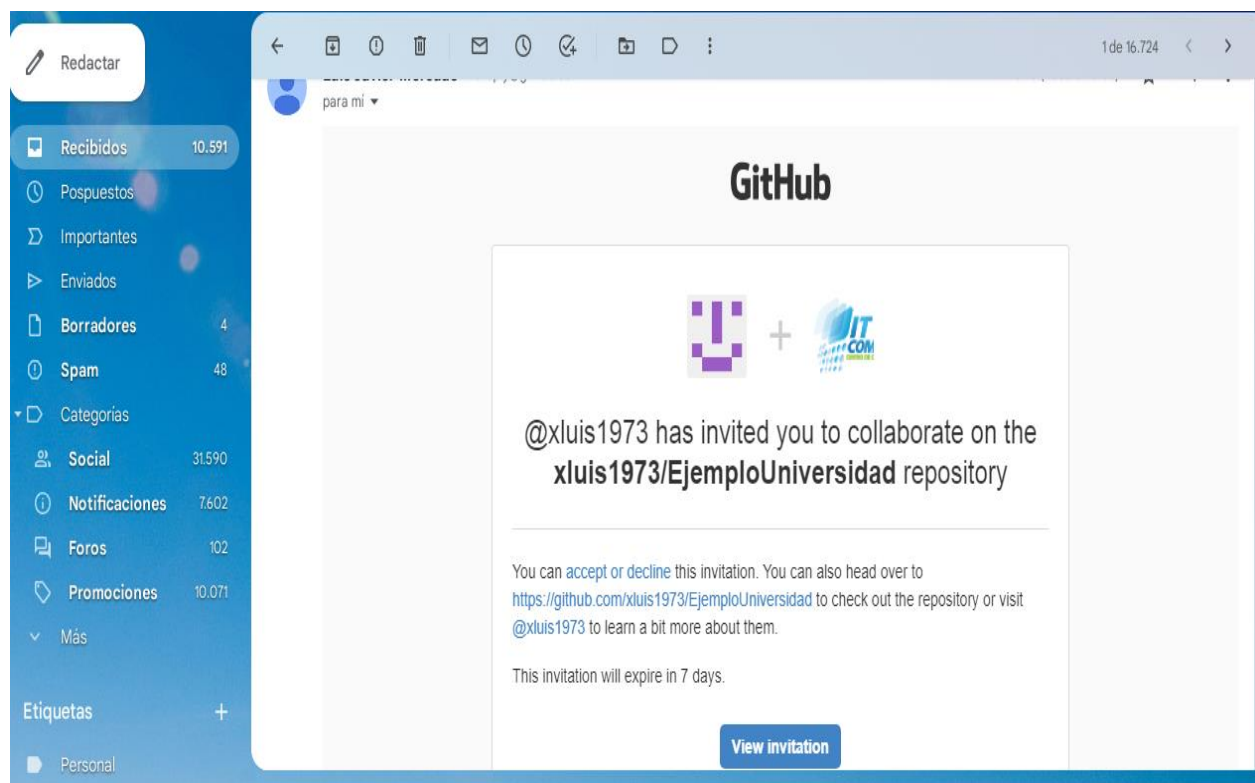 Redactar
1 de 16.724
para mí
Recibidos 10.591
Pospuestos
Importantes
Enviados
Borradores 4
Spam 48
Categorías
Social 31.590
Notificaciones 7.602
Foros 102
Promociones 10.071
Más
Etiquetas
Personal
GitHub
IT
COM
@xluis1973 has invited you to collaborate on the
xluis1973/EjemploUniversidad repository
You can accept or decline this invitation. You can also head over to
https://github.com/xluis1973/EjemploUniversidad to check out the repository or visit
@xluis1973 to learn a bit more about them.
This invitation will expire in 7 days.
View invitation